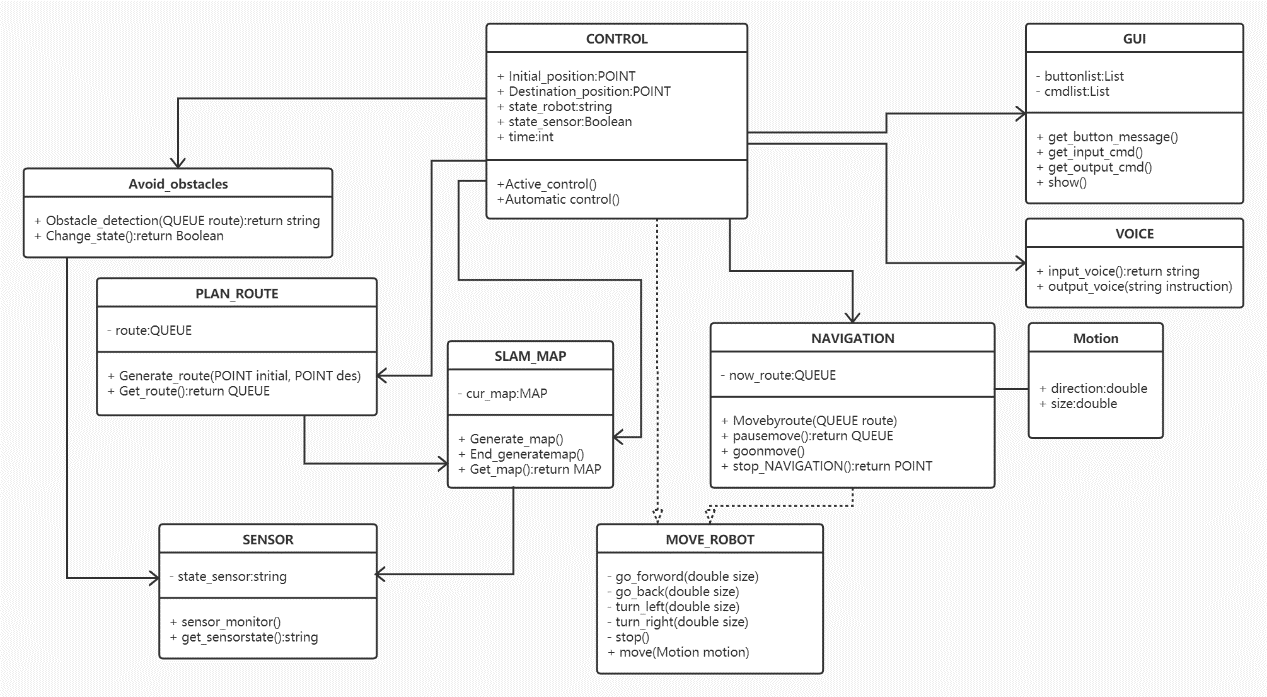 CONTROL
+ Initial_position:POINT
+ Destination_position:POINT
+ state_robot:string
+ state_sensor:Boolean
+ time:int
+Active_control()
+Automatic control()
GUI
- buttonlist:List
- cmdlist:List
+ get_button_message()
+ get_input_cmd()
+ get_output_cmd()
+ show()
Avoid_obstacles
+ Obstacle_detection(QUEUE route):return string
+ Change_state():return Boolean
VOICE
+ input_voice():return string
+ output_voice(string instruction)
PLAN_ROUTE
- route:QUEUE
+ Generate_route(POINT initial, POINT des)
+ Get_route():return QUEUE
SLAM_MAP
- cur_map:MAP
+ Generate_map()
+ End_generatemap()
+ Get_map():return MAP
NAVIGATION
- now_route:QUEUE
+ Movebyroute(QUEUE route)
+ pausemove():return QUEUE
+ goonmove()
+ stop_NAVIGATION():return POINT
Motion
+ direction:double
+ size:double
SENSOR
- state_sensor:string
+ sensor_monitor()
+ get_sensorstate():string
MOVE_ROBOT
- go_forword(double size)
- go_back(double size)
- turn_left(double size)
- turn_right(double size)
- stop()
+ move(Motion motion)